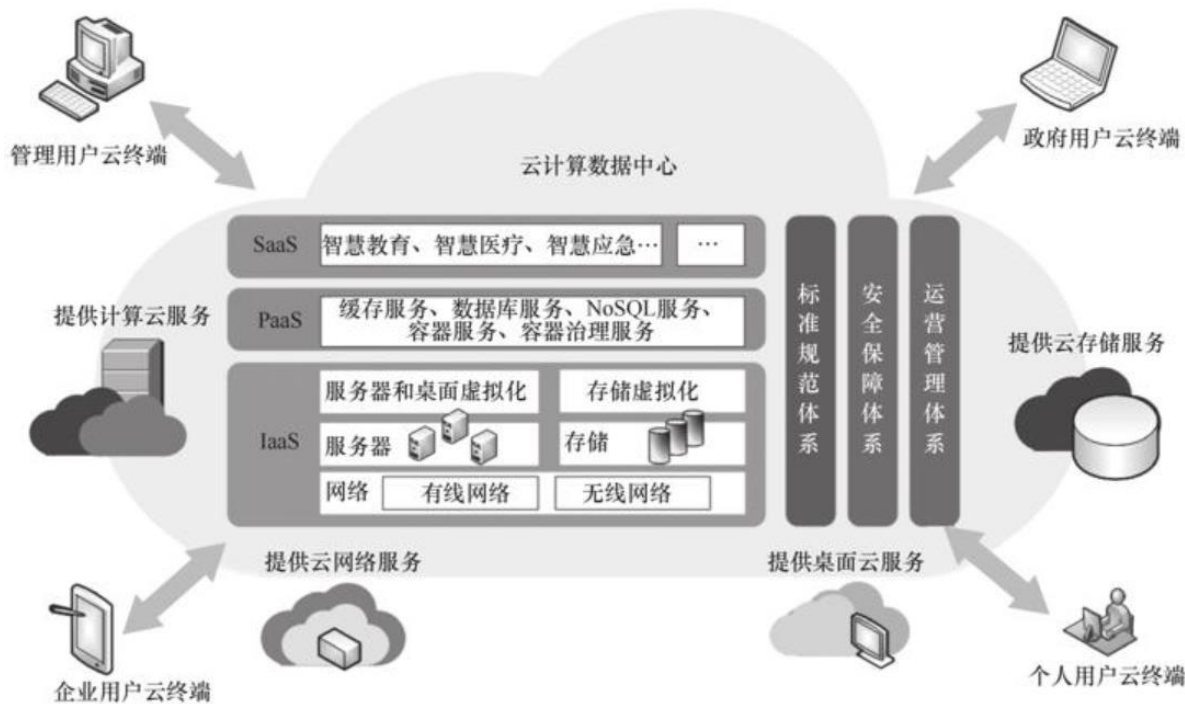 管理用户云终端
政府用户云终端
云计算数据中心
SaaS
智慧教育、智慧医疗、智慧应急…
…
PaaS
缓存服务、数据库服务、NoSQL服务、
容器服务、容器治理服务
IaaS
服务器和桌面虚拟化
存储虚拟化
服务器
存储
网络
有线网络
无线网络
标准规范体系
安全保障体系
运营管理体系
提供计算云服务
提供云存储服务
提供云网络服务
提供桌面云服务
企业用户云终端
个人用户云终端